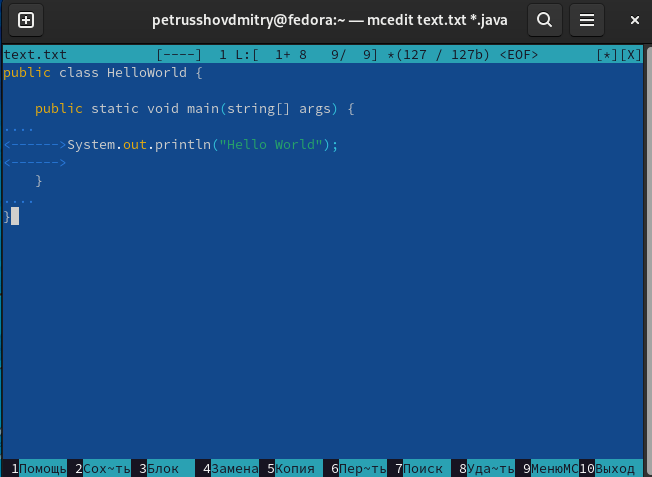 petrusshovdmitry@fedora:~ — mcedit text.txt *.java
text.txt [----] 1 L:[ 1+ 8 9/ 9] *(127 / 127b) <EOF> [*][X]
public class HelloWorld {
public static void main(string[] args) {
....
<------>System.out.println("Hello World");
<------>
}
....
}
1Помощь 2Сох~ть 3Блок 4Замена 5Копия 6Пер~ть 7Поиск 8Уда~ть 9МенюMC 10Выход